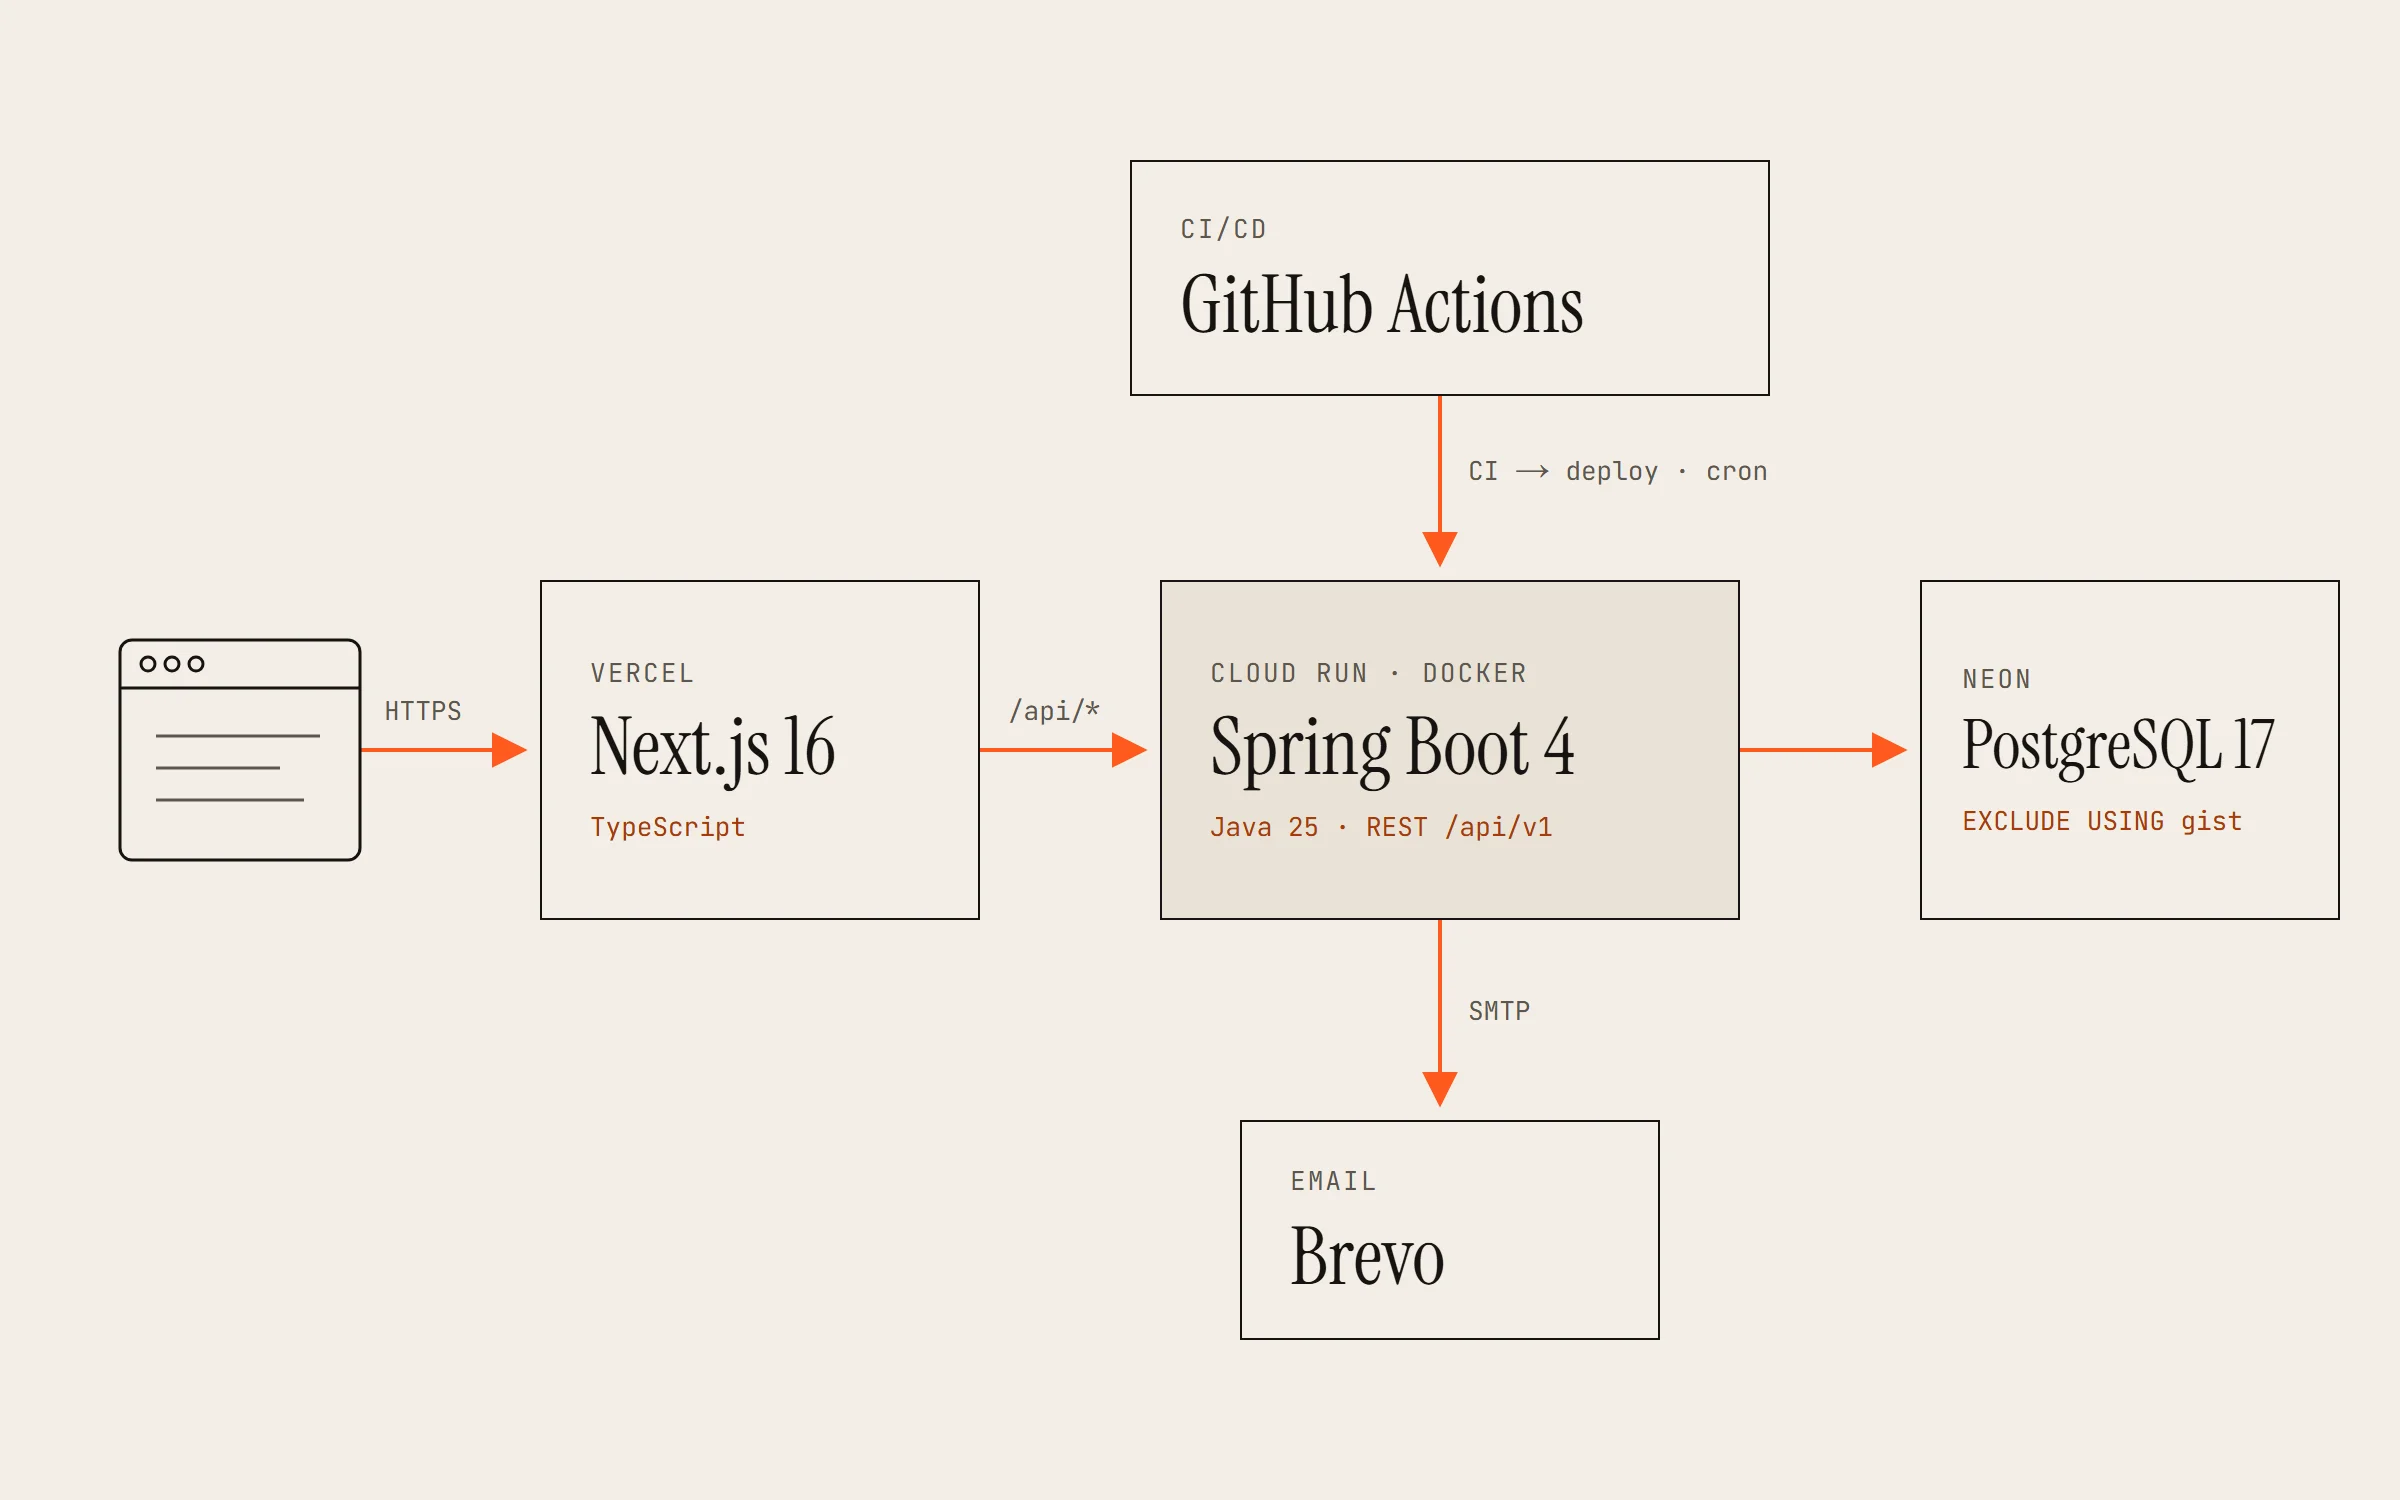 CI/CD
GitHub Actions
CI → deploy · cron
HTTPS
VERCEL
Next.js 16
TypeScript
/api/*
CLOUD RUN · DOCKER
Spring Boot 4
Java 25 · REST /api/v1
NEON
PostgreSQL 17
EXCLUDE USING gist
SMTP
EMAIL
Brevo